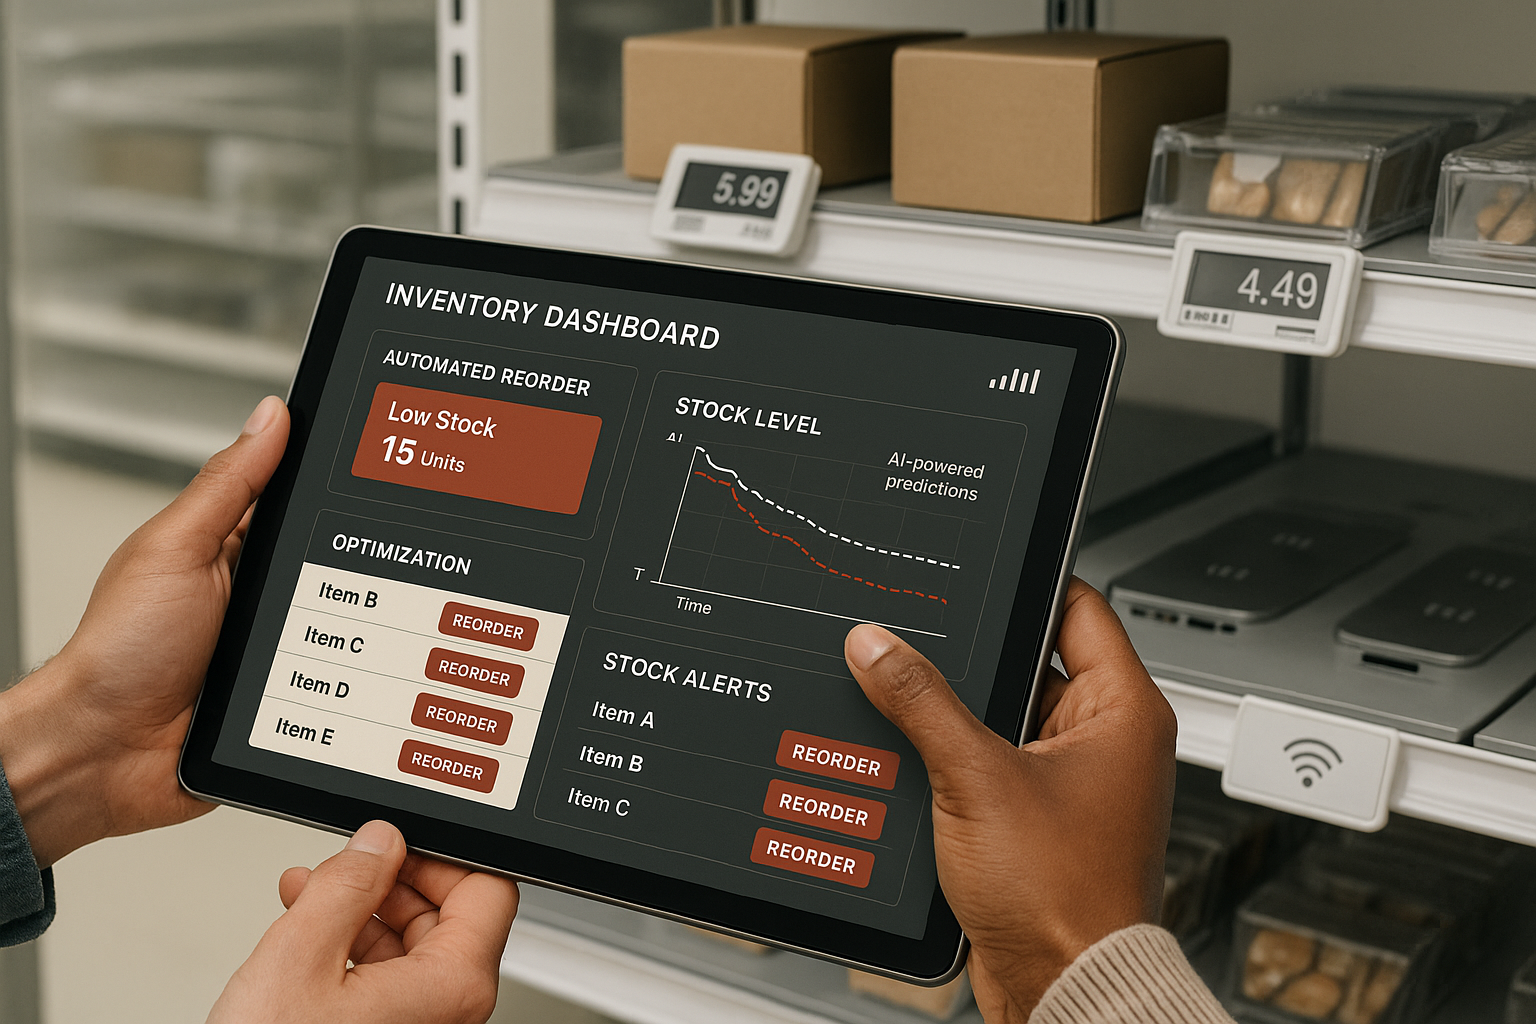 5.99
4.49
INVENTORY DASHBOARD
AUTOMATED REORDER
Low Stock
15 Units
STOCK LEVEL
AI
AI-powered
predictions
T
Time
OPTIMIZATION
Item B REORDER
Item C REORDER
Item D REORDER
Item E REORDER
STOCK ALERTS
Item A REORDER
Item B REORDER
Item C REORDER